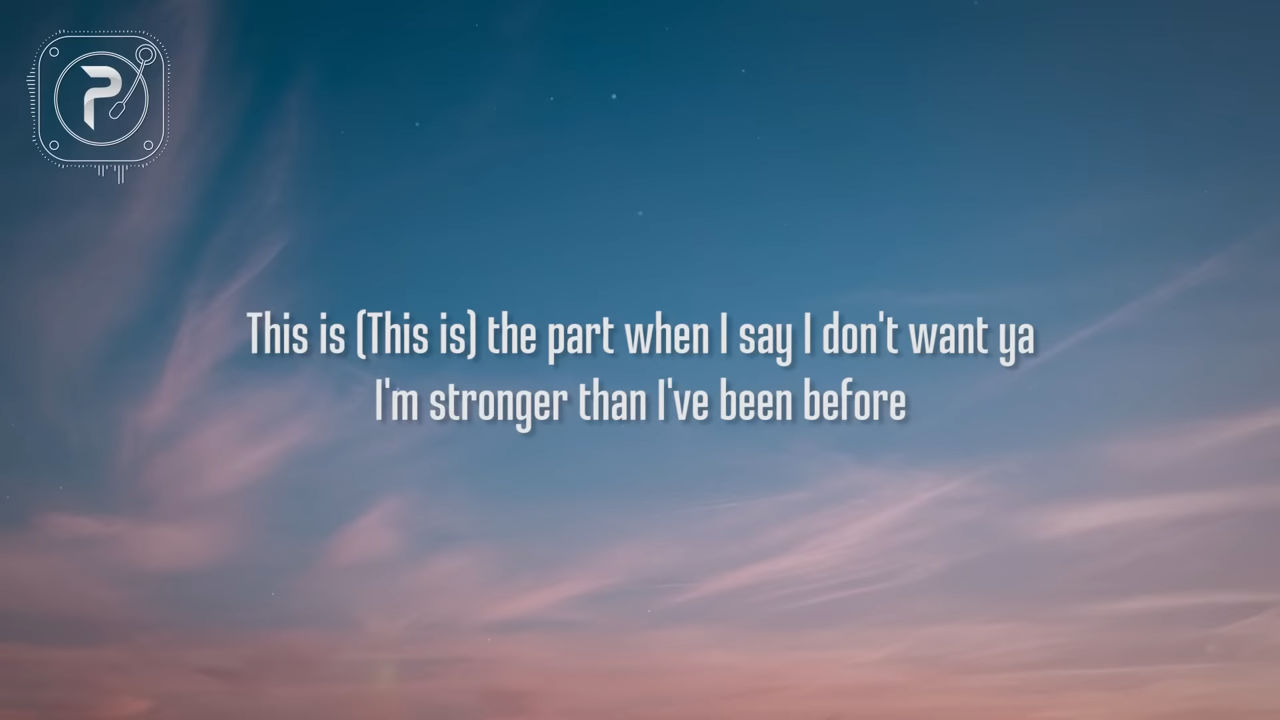 P
This is (This is) the part when I say I don't want ya
I'm stronger than I've been before